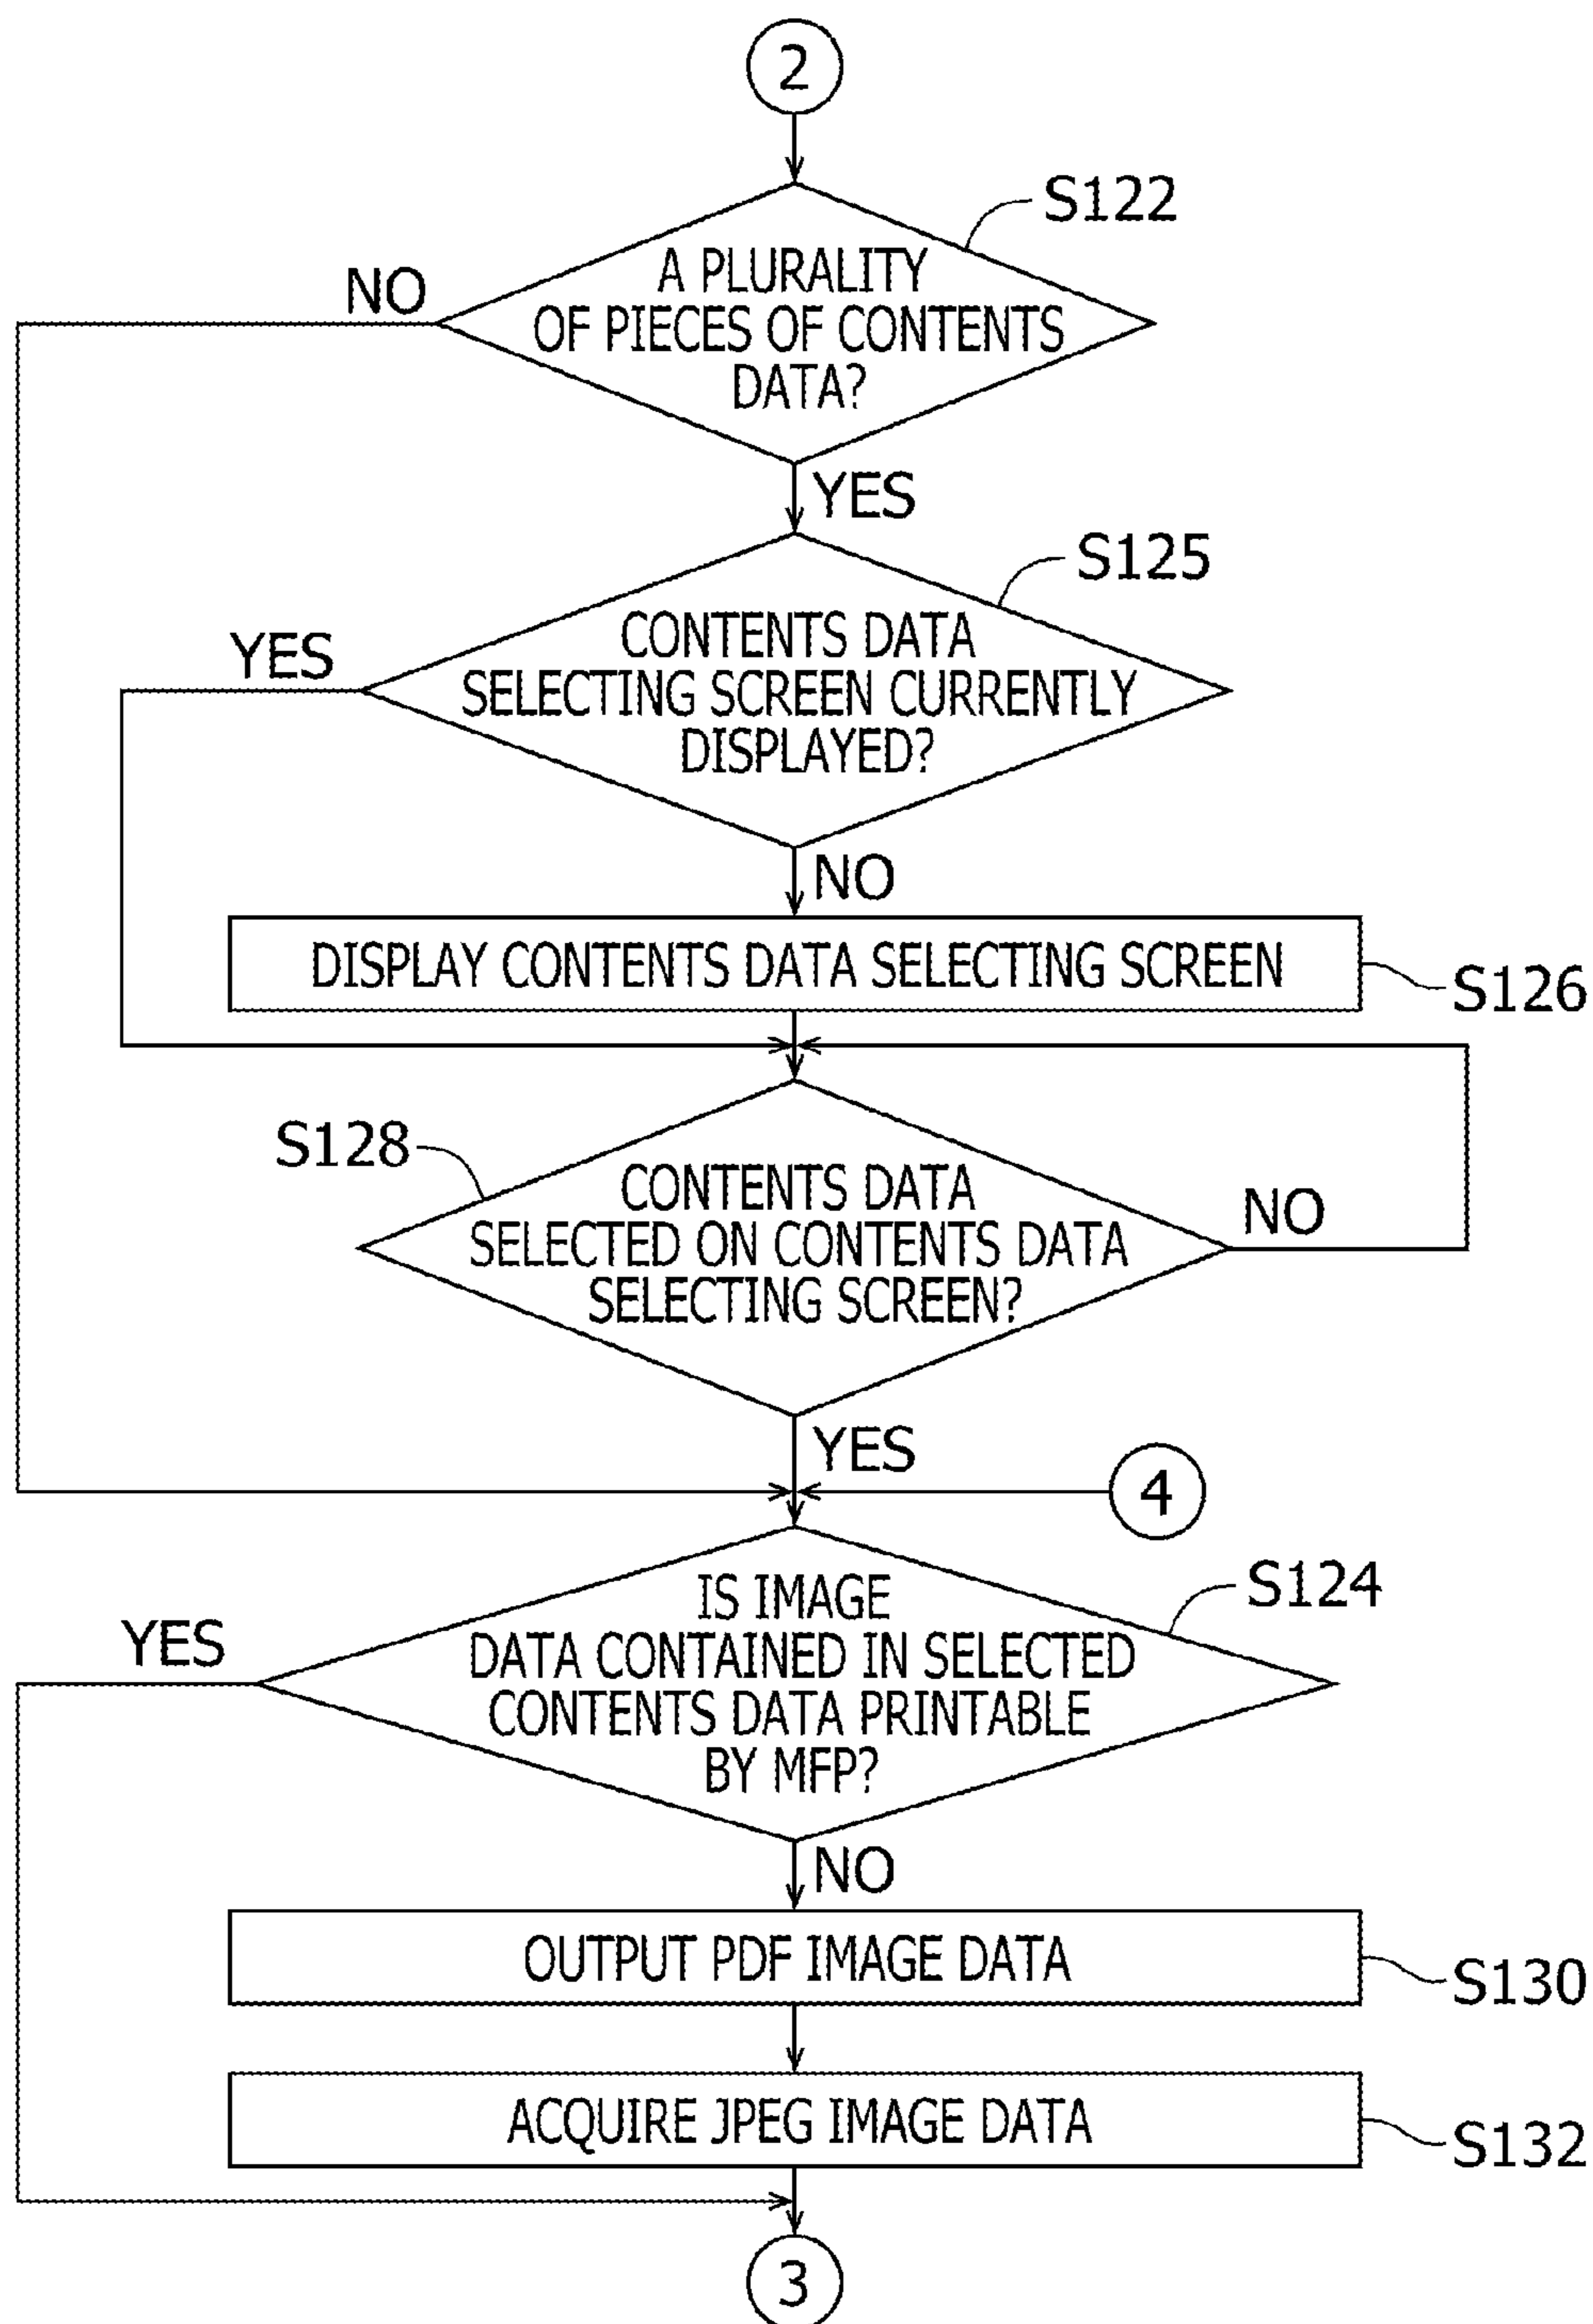 2
S122
A PLURALITY
OF PIECES OF CONTENTS
DATA?
NO
YES
S125
CONTENTS DATA
SELECTING SCREEN CURRENTLY
DISPLAYED?
YES
NO
DISPLAY CONTENTS DATA SELECTING SCREEN
S126
S128
CONTENTS DATA
SELECTED ON CONTENTS DATA
SELECTING SCREEN?
NO
YES
4
S124
IS IMAGE
DATA CONTAINED IN SELECTED
CONTENTS DATA PRINTABLE
BY MFP?
YES
NO
OUTPUT PDF IMAGE DATA
S130
ACQUIRE JPEG IMAGE DATA
S132
3